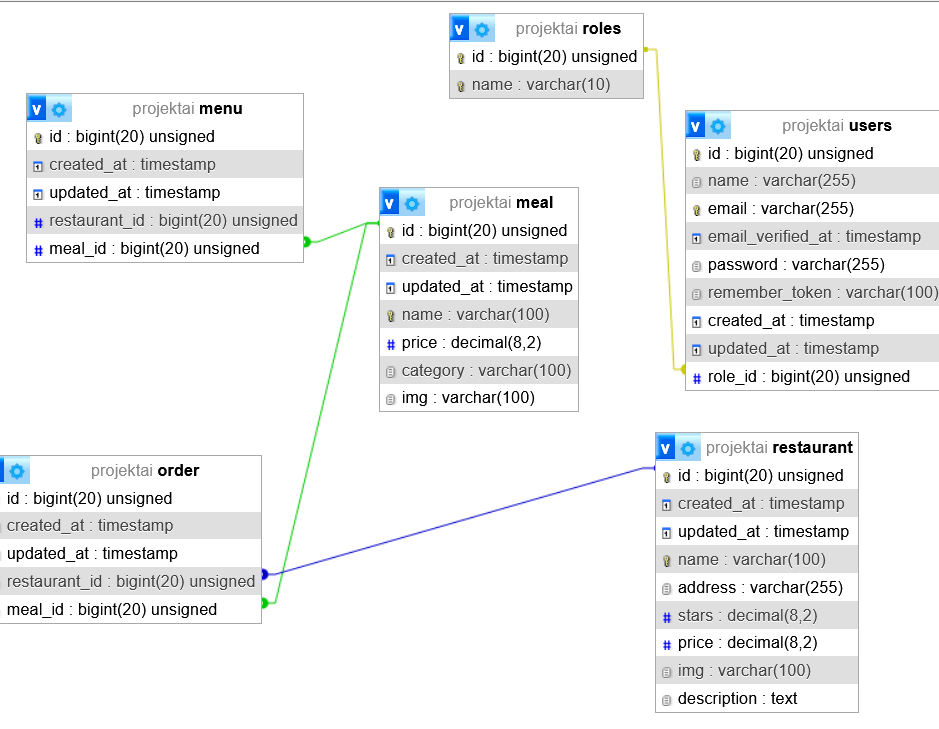 projektai roles
id : bigint(20) unsigned
name : varchar(10)
projektai menu
id : bigint(20) unsigned
created_at : timestamp
updated_at : timestamp
# restaurant_id : bigint(20) unsigned
# meal_id : bigint(20) unsigned
projektai users
id : bigint(20) unsigned
name : varchar(255)
email : varchar(255)
email_verified_at : timestamp
password : varchar(255)
remember_token : varchar(100)
created_at : timestamp
updated_at : timestamp
# role_id : bigint(20) unsigned
projektai meal
id : bigint(20) unsigned
created_at : timestamp
updated_at : timestamp
name : varchar(100)
# price : decimal(8,2)
category : varchar(100)
img : varchar(100)
projektai order
id : bigint(20) unsigned
created_at : timestamp
updated_at : timestamp
restaurant_id : bigint(20) unsigned
meal_id : bigint(20) unsigned
projektai restaurant
id : bigint(20) unsigned
created_at : timestamp
updated_at : timestamp
name : varchar(100)
address : varchar(255)
# stars : decimal(8,2)
# price : decimal(8,2)
img : varchar(100)
description : text